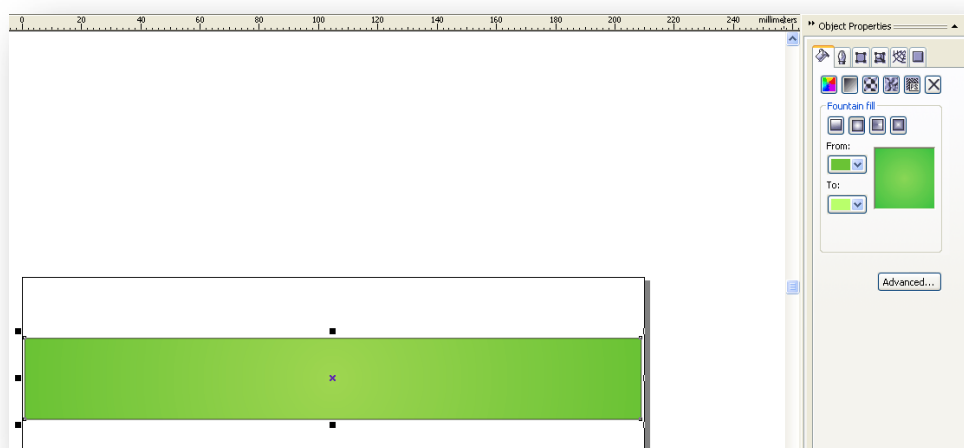 0 20 40 60 80 100 120 140 160 180 200 220 240 millimeters
Object Properties
Fountain fill
From:
To:
Advanced...